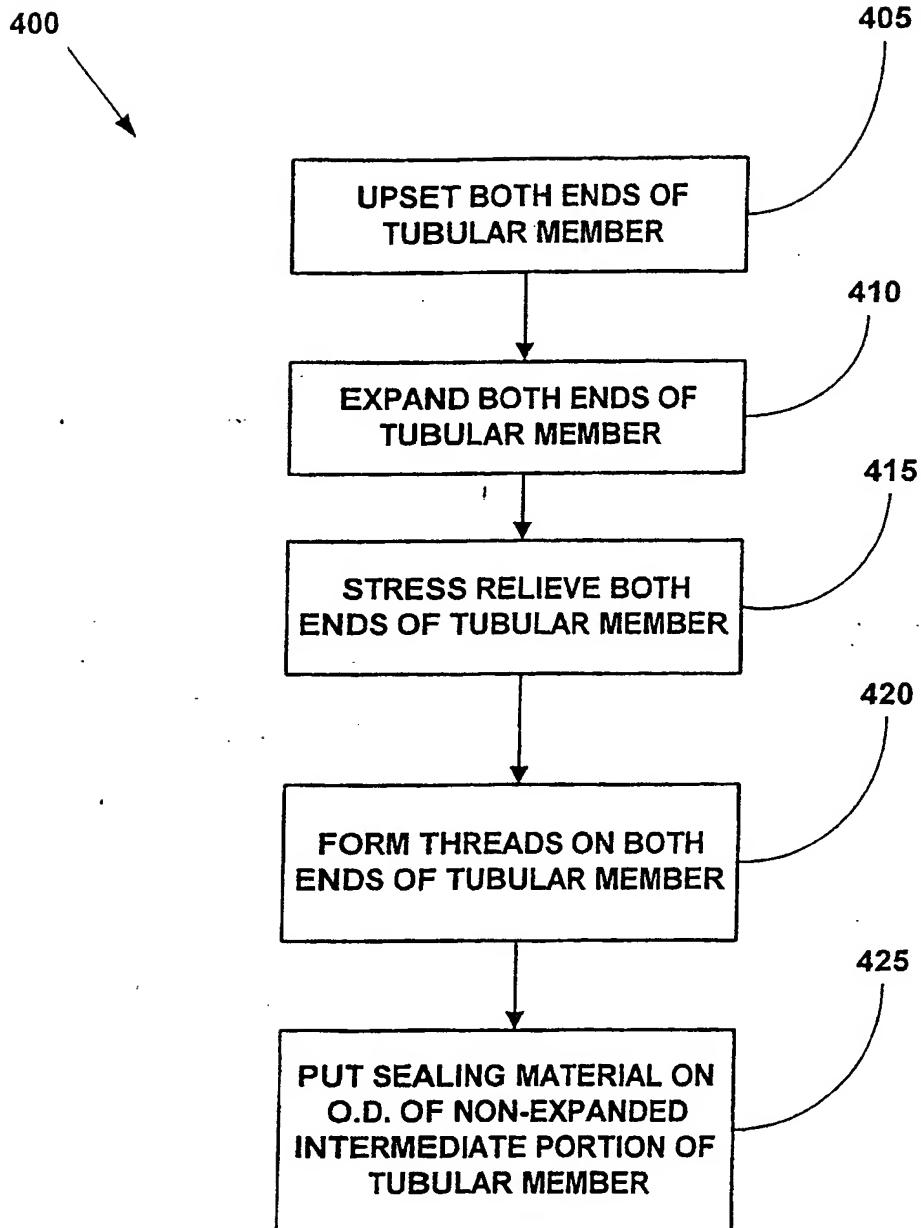 400
405
UPSET BOTH ENDS OF
TUBULAR MEMBER
410
EXPAND BOTH ENDS OF
TUBULAR MEMBER
415
STRESS RELIEVE BOTH
ENDS OF TUBULAR MEMBER
420
FORM THREADS ON BOTH
ENDS OF TUBULAR MEMBER
425
PUT SEALING MATERIAL ON
O.D. OF NON-EXPANDED
INTERMEDIATE PORTION OF
TUBULAR MEMBER